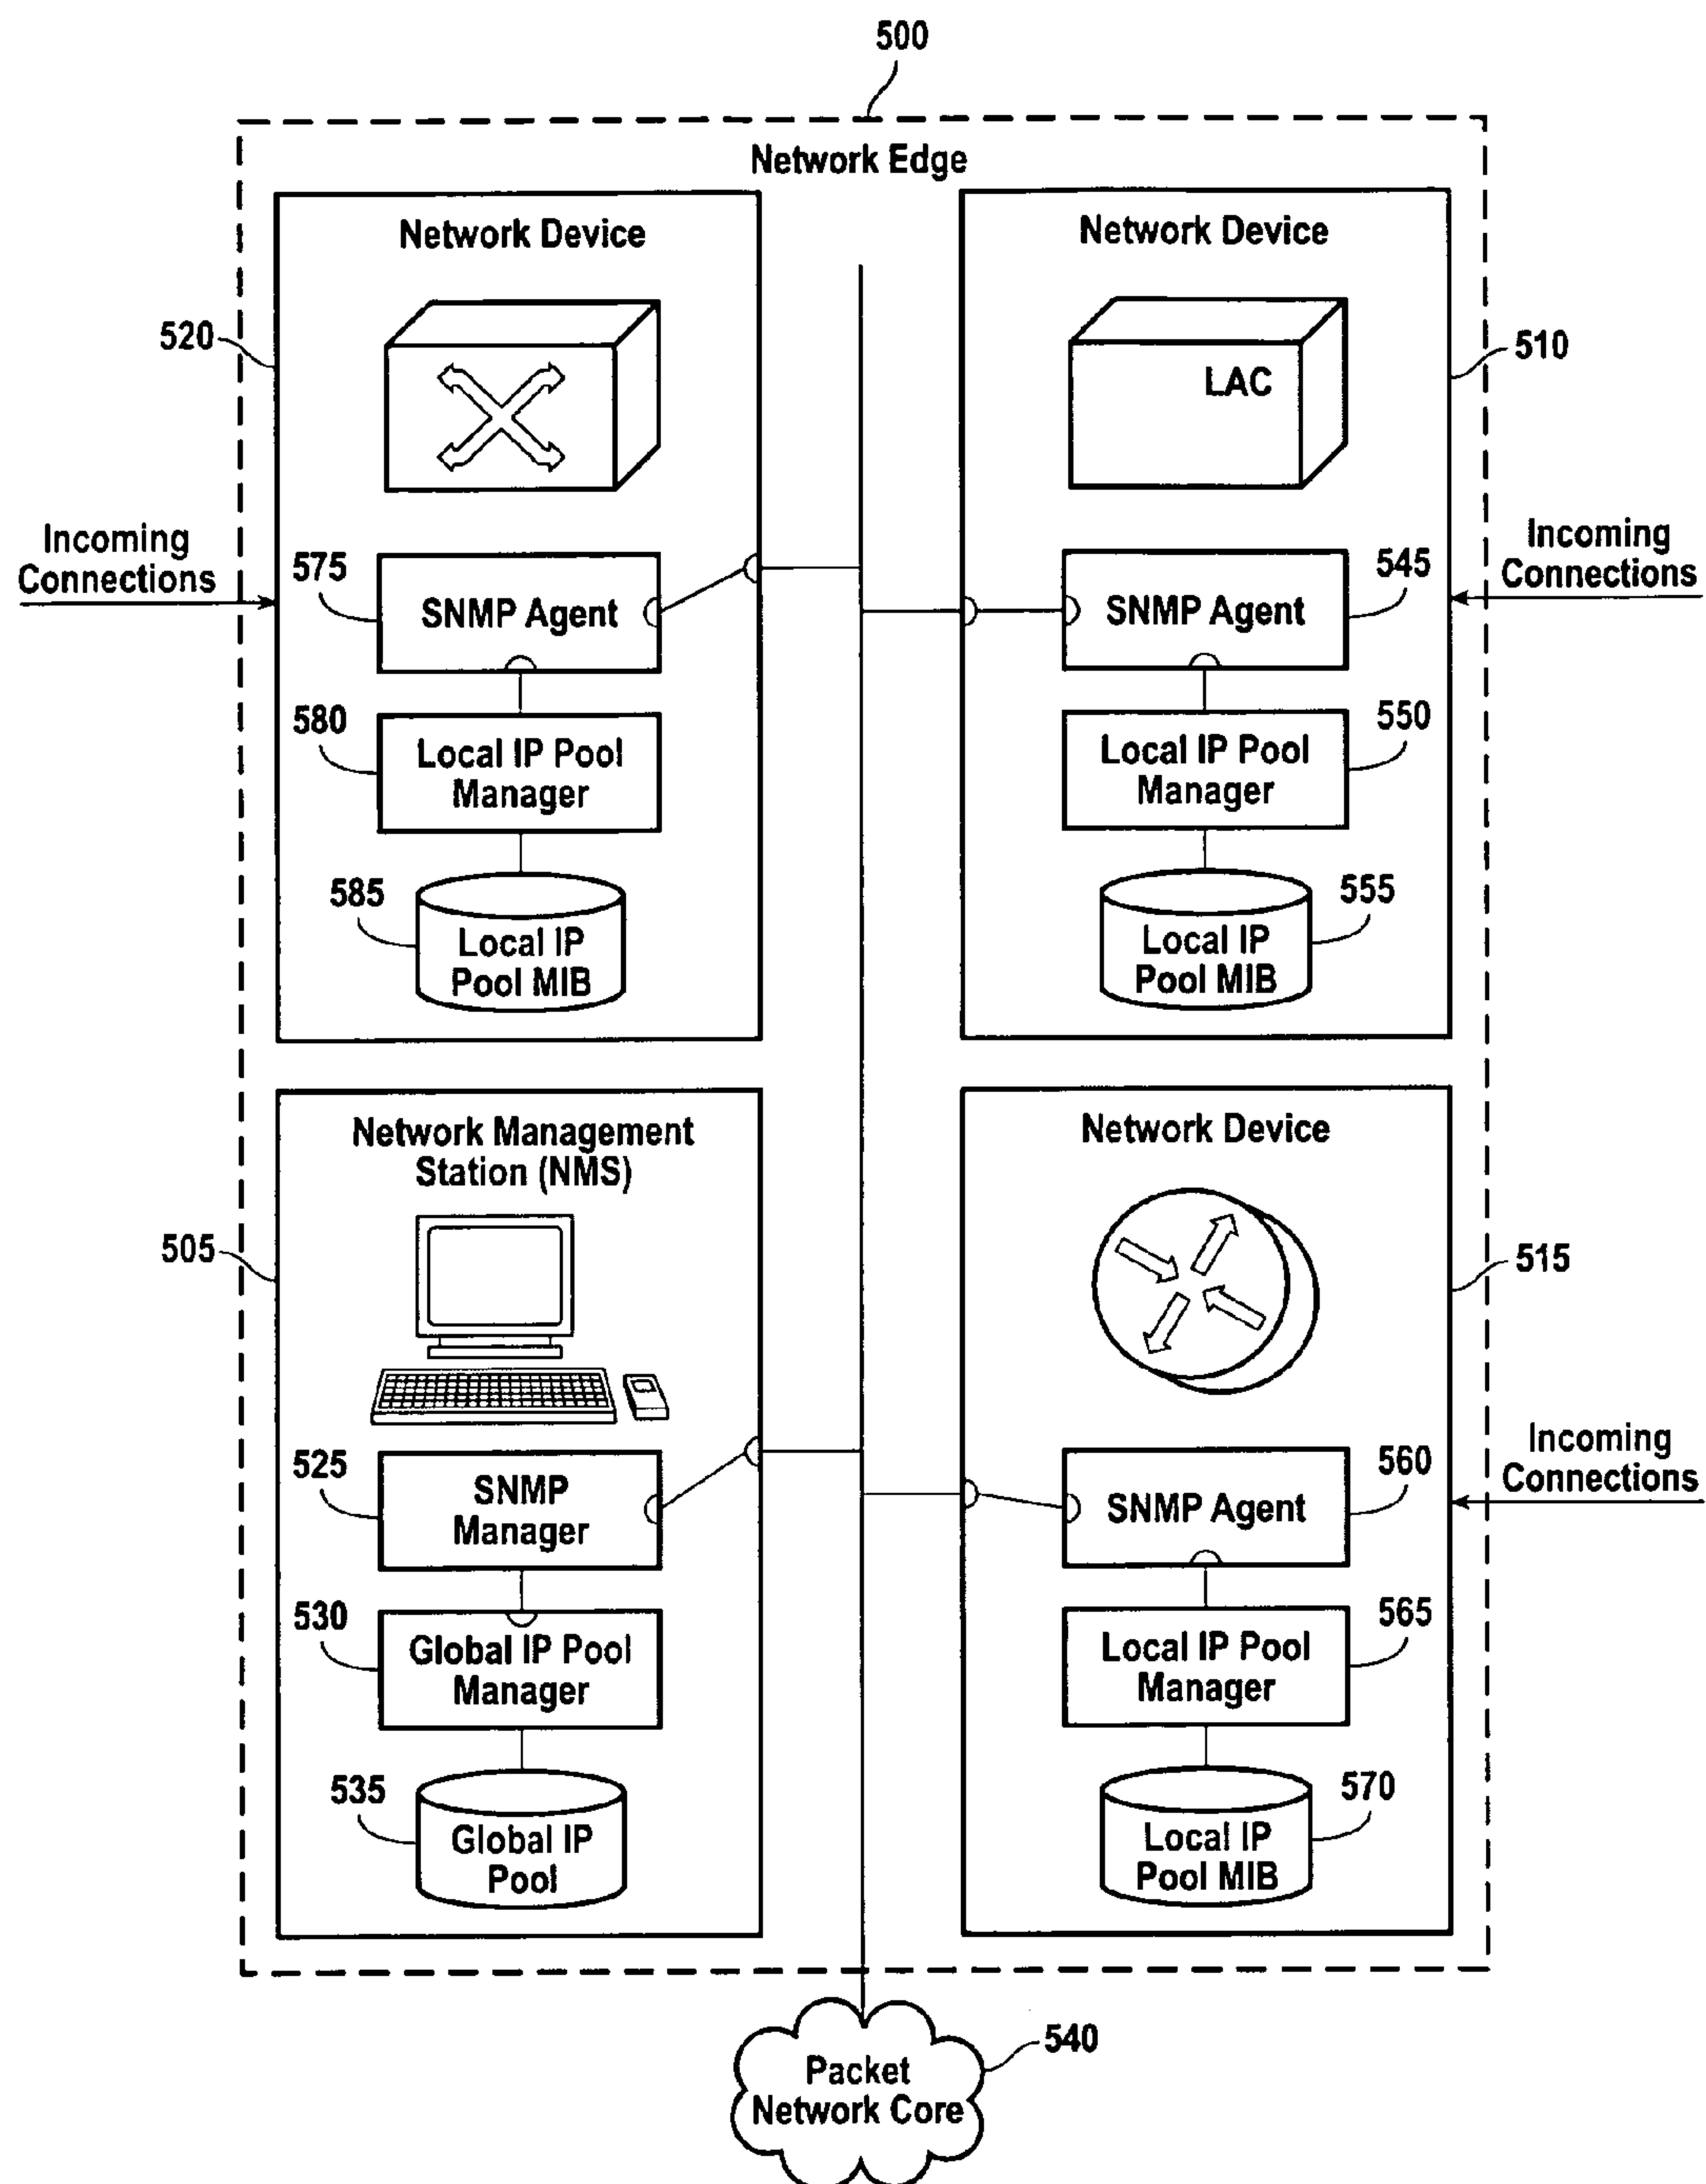 500
Network Edge
Network Device
520
Incoming
Connections
575
SNMP Agent
580
Local IP Pool
Manager
585
Local IP
Pool MIB
Network Device
LAC
510
Incoming
Connections
545
SNMP Agent
550
Local IP Pool
Manager
555
Local IP
Pool MIB
Network Management
Station (NMS)
505
525
SNMP
Manager
530
Global IP Pool
Manager
535
Global IP
Pool
Network Device
515
Incoming
Connections
560
SNMP Agent
565
Local IP Pool
Manager
570
Local IP
Pool MIB
540
Packet
Network Core